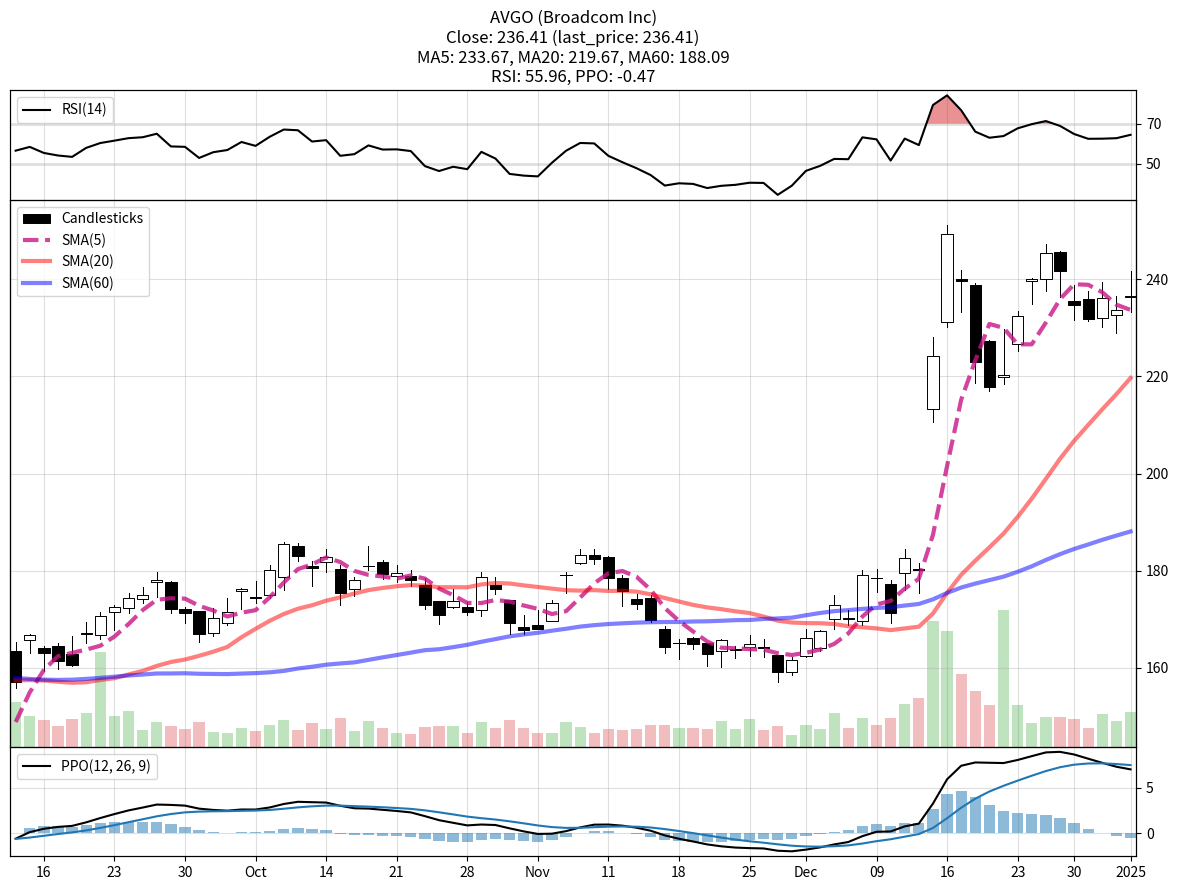 AVGO (Broadcom Inc)
Close: 236.41 (last_price: 236.41)
MA5: 233.67, MA20: 219.67, MA60: 188.09
RSI: 55.96, PPO: -0.47
RSI(14)
70
50
Candlesticks
SMA(5)
SMA(20)
SMA(60)
240
220
200
180
160
PPO(12, 26, 9)
5
0
16 23 30 Oct 14 21 28 Nov 11 18 25 Dec 09 16 23 30 2025